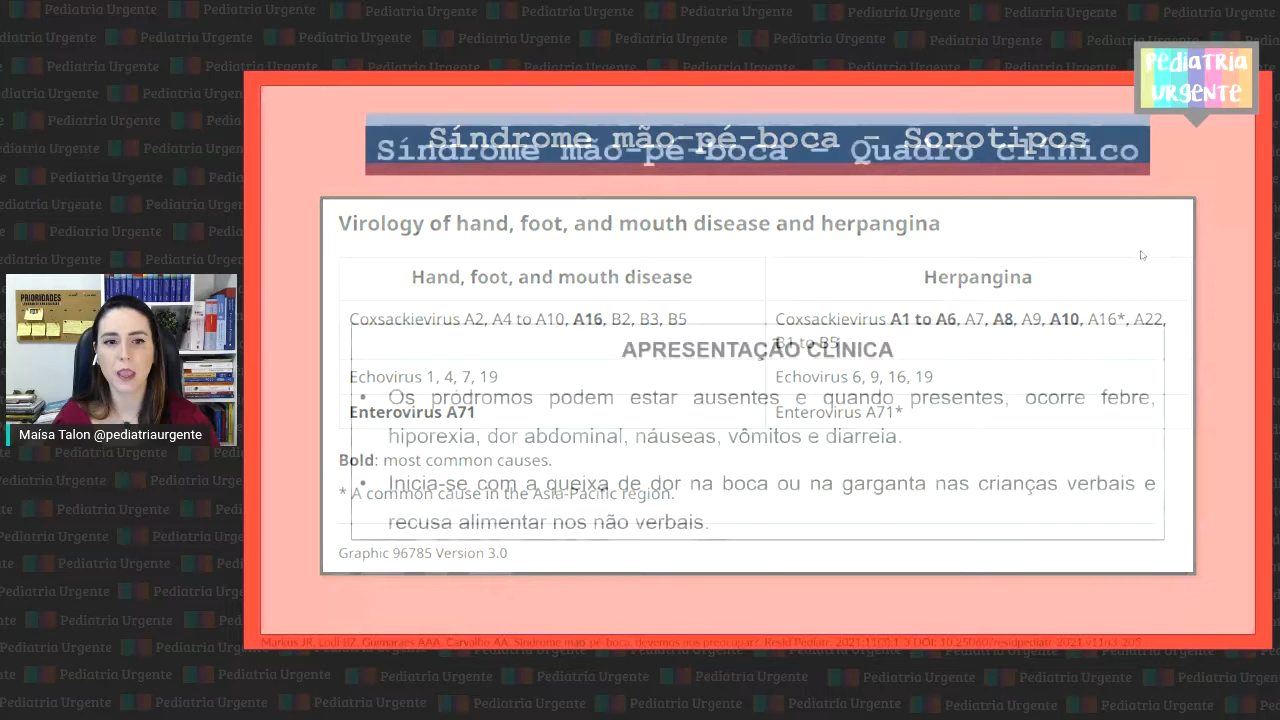 PEDIATRIA
URGENTE
Síndrome mão-pé-boca - Sorotipos
Síndrome mão-pé-boca - Quadro clínico
Virology of hand, foot, and mouth disease and herpangina
Hand, foot, and mouth disease
Herpangina
Coxsackievirus A2, A4 to A10, A16, B2, B3, B5
Coxsackievirus A1 to A6, A7, A8, A9, A10, A16*, A22,
B1 to B5
Echovirus 1, 4, 7, 19
Echovirus 6, 9, 16, 19
Enterovirus A71
Enterovirus A71*
Bold: most common causes.
* A common cause in the Asia-Pacific region.
Graphic 96785 Version 3.0
APRESENTAÇÃO CLÍNICA
• Os pródromos podem estar ausentes e quando presentes, ocorre febre,
hiporexia, dor abdominal, náuseas, vômitos e diarreia.
• Inicia-se com a queixa de dor na boca ou na garganta nas crianças verbais e
recusa alimentar nos não verbais.
PRIORIDADES
Maísa Talon @pediatriaurgente
Pediatria Urgente